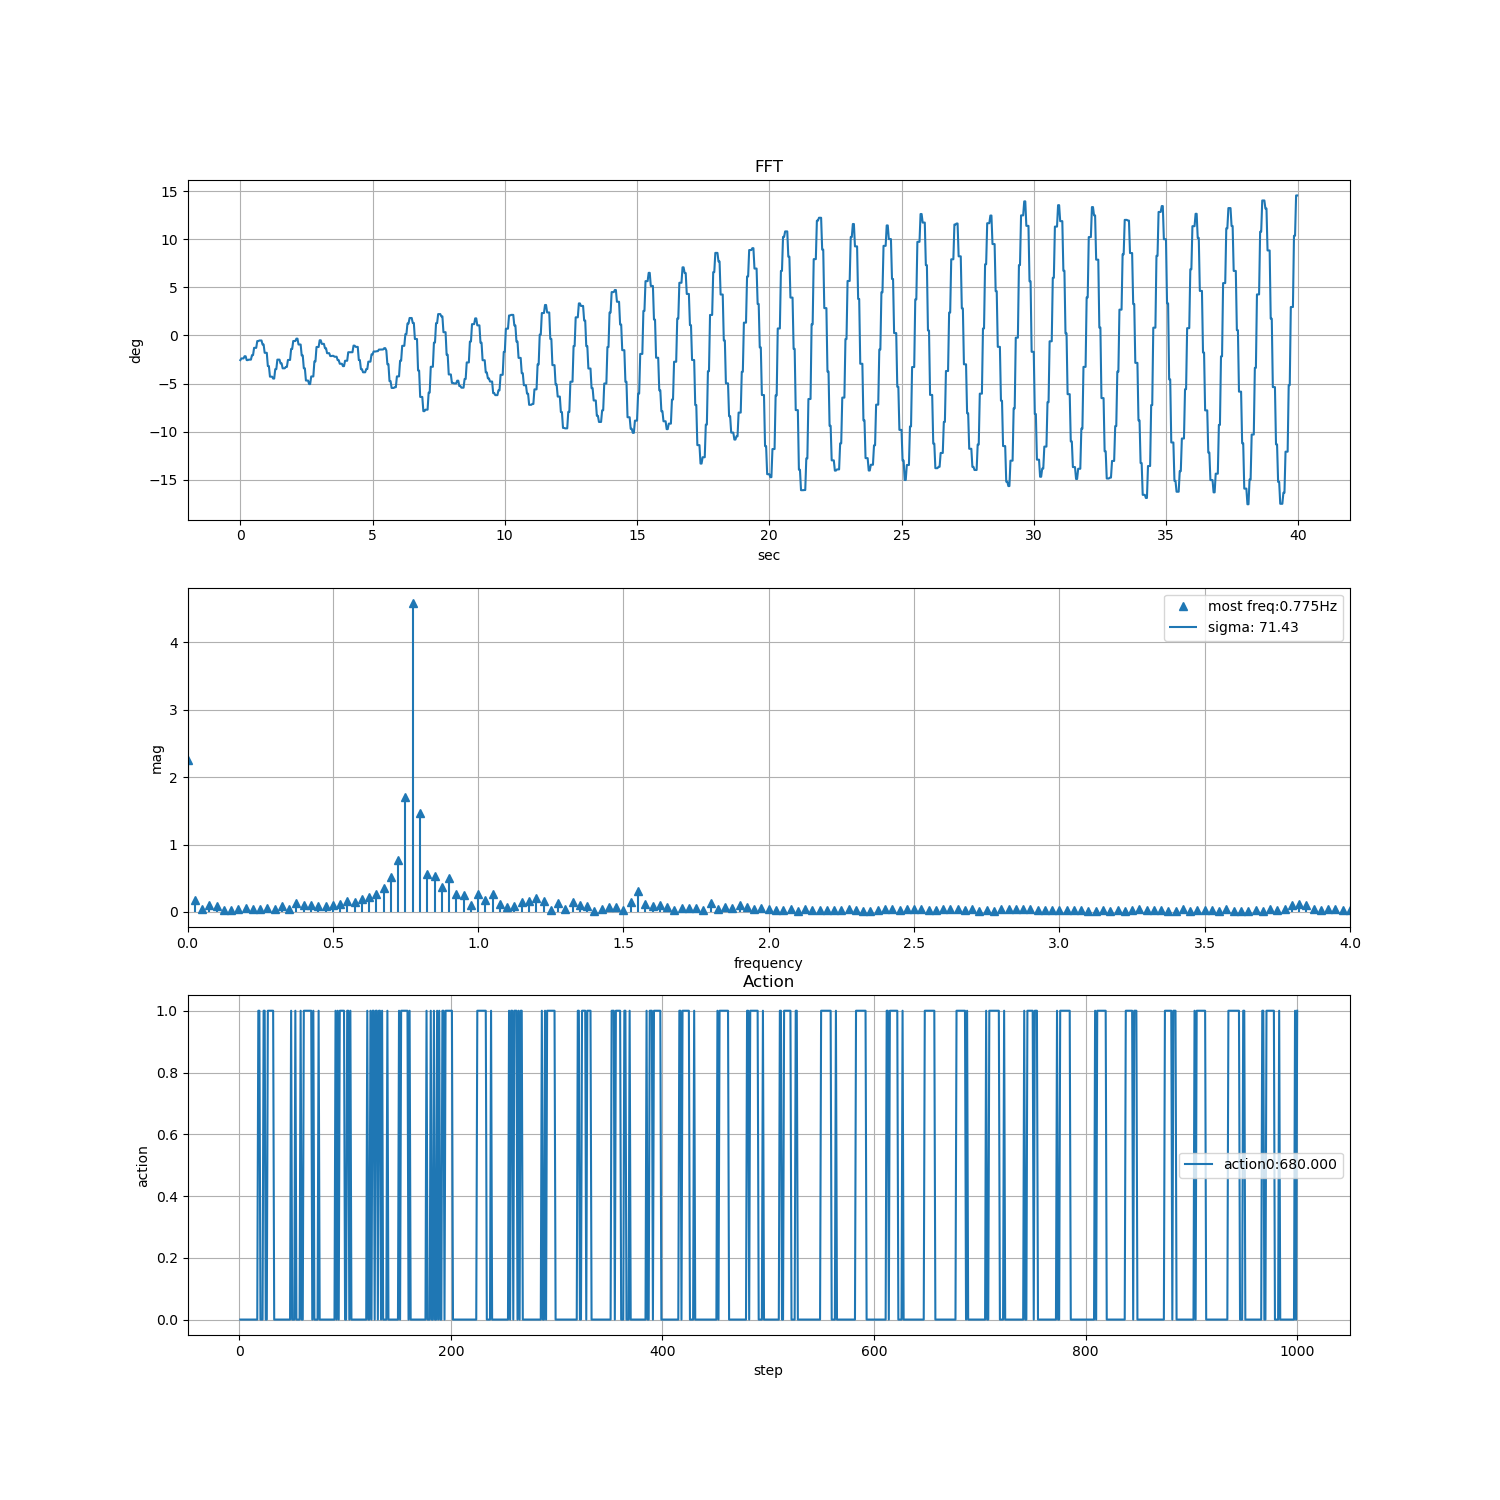 FFT
15
10
5
0
−5
−10
−15
deg
0 5 10 15 20 25 30 35 40
sec
most freq:0.775Hz
sigma: 71.43
4
3
2
1
0
mag
0.0 0.5 1.0 1.5 2.0 2.5 3.0 3.5 4.0
frequency
Action
1.0
0.8
0.6
0.4
0.2
0.0
action
action0:680.000
0 200 400 600 800 1000
step